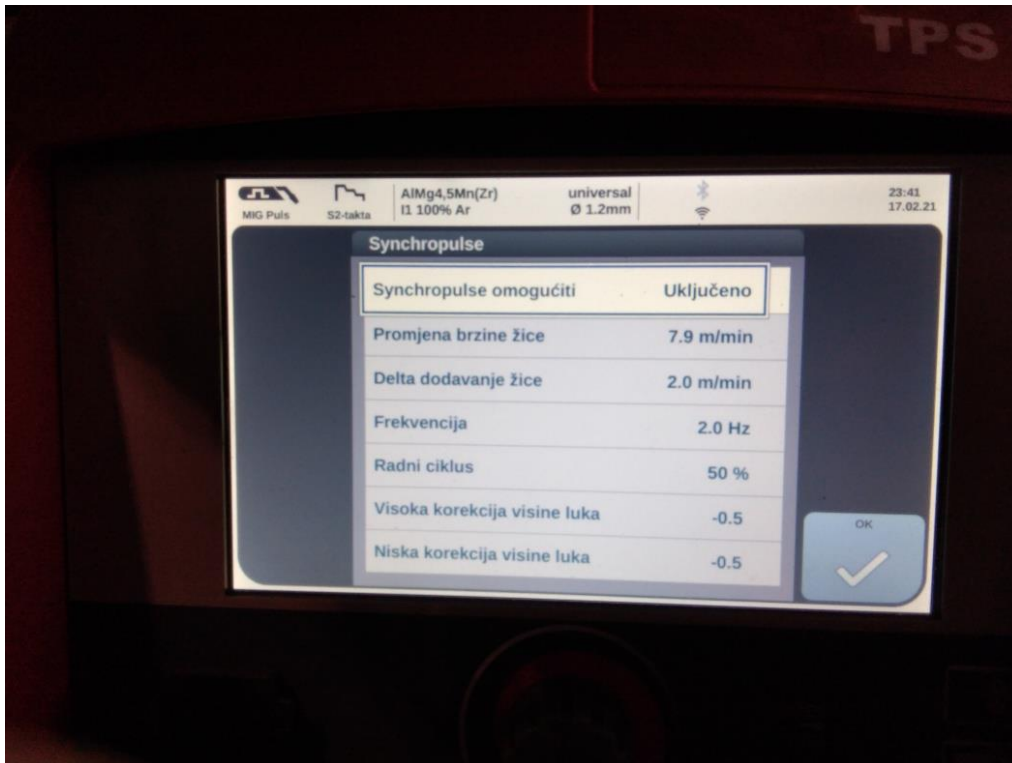 TPS
MIG Puls
S2-takta
AlMg4,5Mn(Zr) universal
I1 100% Ar Ø 1.2mm
23:41
17.02.21
Synchropulse
Synchropulse omogućiti Uključeno
Promjena brzine žice 7.9 m/min
Delta dodavanje žice 2.0 m/min
Frekvencija 2.0 Hz
Radni ciklus 50 %
Visoka korekcija visine luka -0.5
Niska korekcija visine luka -0.5
OK